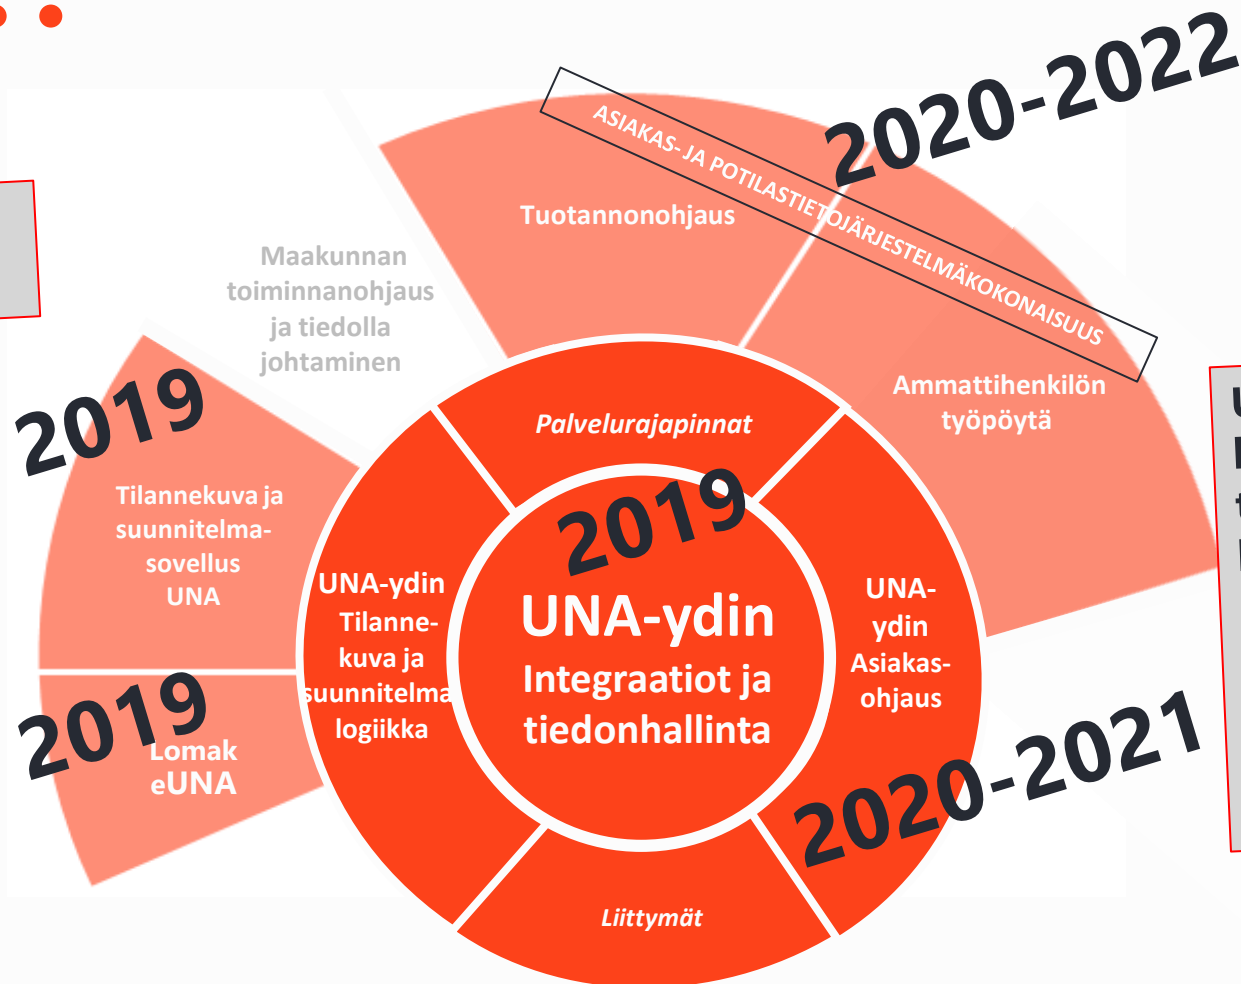 2020-2022
ASIAKAS- JA POTILASTIETOJÄRJESTELMÄKOKONAISUUS
Tuotannonohjaus
Maakunnan
toiminnanohjaus
ja tiedolla
johtaminen
Ammattihenkilön
työpöytä
2019
Tilannekuva ja
suunnitelma-
sovellus
UNA
Palvelurajapinnat
2019
UNA-ydin
Integraatiot ja
tiedonhallinta
UNA-ydin
Tilanne-
kuva ja
suunnitelma
logiikka
UNA-
ydin
Asiakas-
ohjaus
2019
Lomak
eUNA
2020-2021
Liittymät